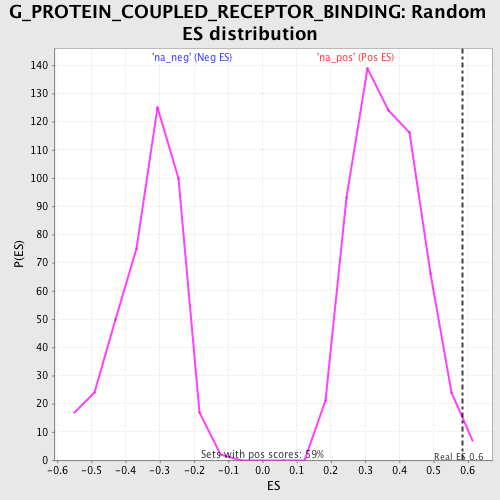 G_PROTEIN_COUPLED_RECEPTOR_BINDING: Random
ES distribution
'na_neg' (Neg ES)
'na_pos' (Pos ES)
140
130
120
110
100
90
80
70
60
50
40
30
20
10
0
P(ES)
Sets with pos scores: 59%
Real ES 0.6
-0.6 -0.5 -0.4 -0.3 -0.2 -0.1 0.0 0.1 0.2 0.3 0.4 0.5 0.6
ES